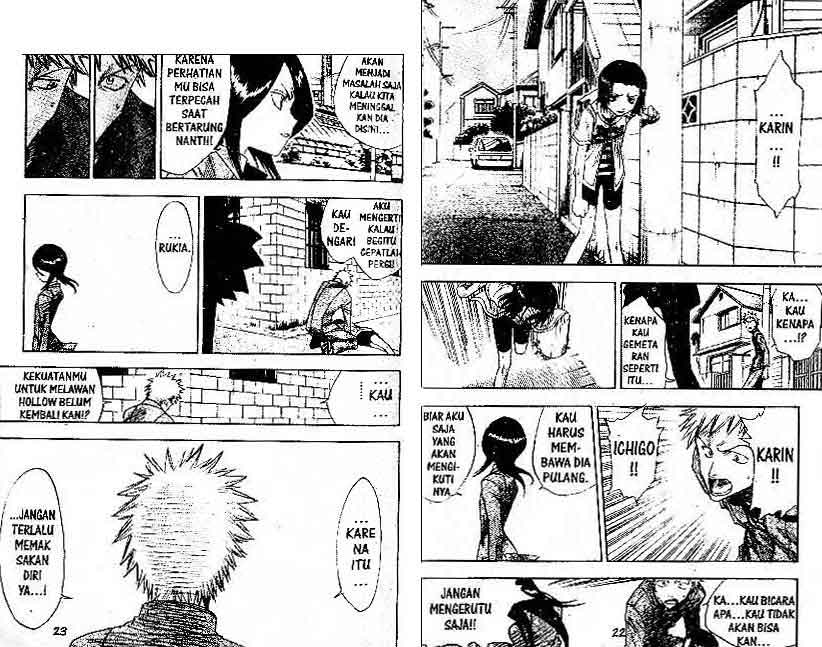 ...
KARIN
...
!!
KA...
KAU
KENAPA
...!?
KENAPA
KAU
GEMETA
RAN
SEPERTI
ITU...
KARIN
!!
ICHIGO
!!
KAU
HARUS
MEM-
BAWA DIA
PULANG.
BIAR AKU
SAJA
YANG
AKAN
MENGI-
KUTI
NYA.
KA...KAU BICARA
APA...KAU TIDAK
AKAN BISA
KAN...
JANGAN
MENGERUTU
SAJA!!
22
AKAN
MENJADI
MASALAH SAJA
KALAU KITA
MENINGGAL
KAN DIA
DISINI...
KARENA
PERHATIAN
MU BISA
TERPECAH
SAAT
BERTARUNG
NANTI!!
AKU
MENGERTI
KALAU
BEGITU
CEPATLAH
PERGI!
KAU
DE-
NGAR!
...
RUKIA.
...
KAU
...
KEKUATANMU
UNTUK MELAWAN
HOLLOW BELUM
KEMBALI KAN!?
...
KARE
NA
ITU
...
...JANGAN
TERLALU
MEMAK
SAKAN
DIRI
YA...!
23